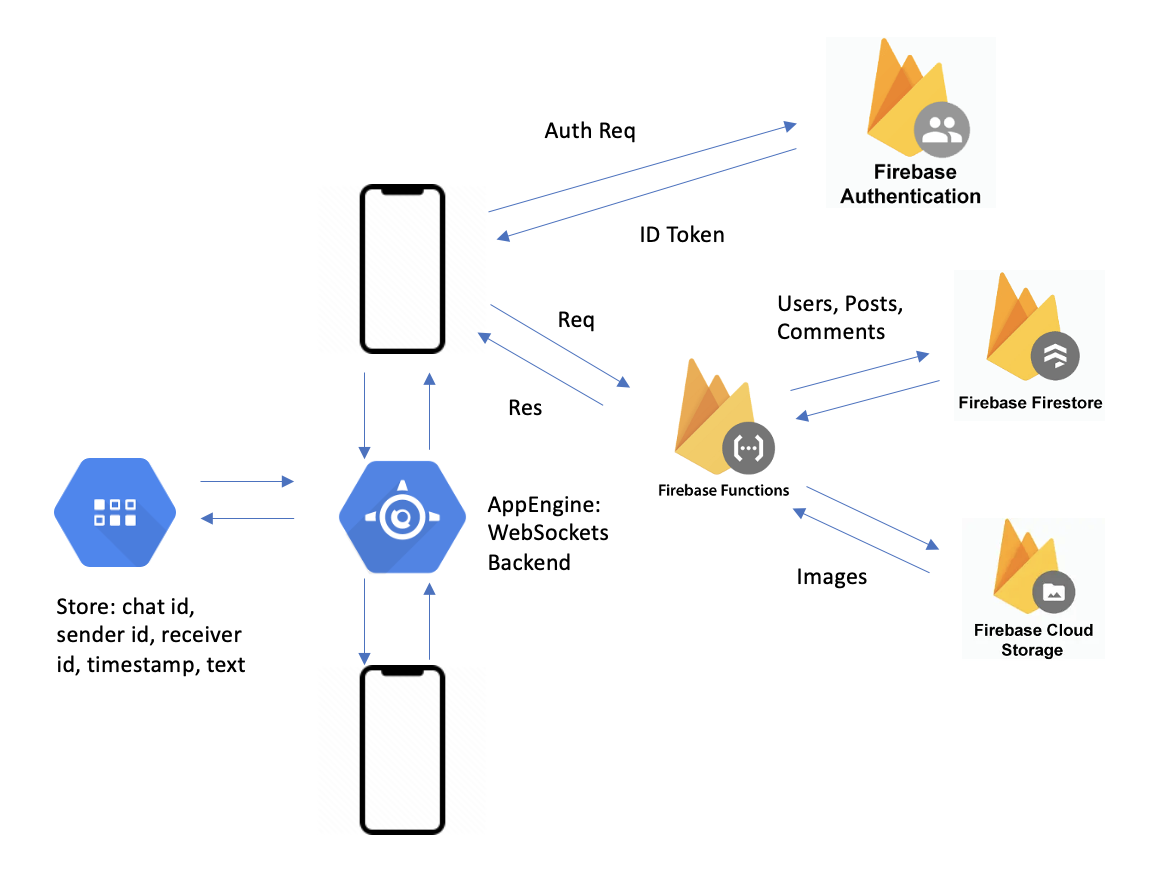 Auth Req
Firebase
Authentication
ID Token
Req
Res
Users, Posts,
Comments
Firebase Firestore
Firebase Functions
AppEngine:
WebSockets
Backend
Images
Store: chat id,
sender id, receiver
id, timestamp, text
Firebase Cloud
Storage